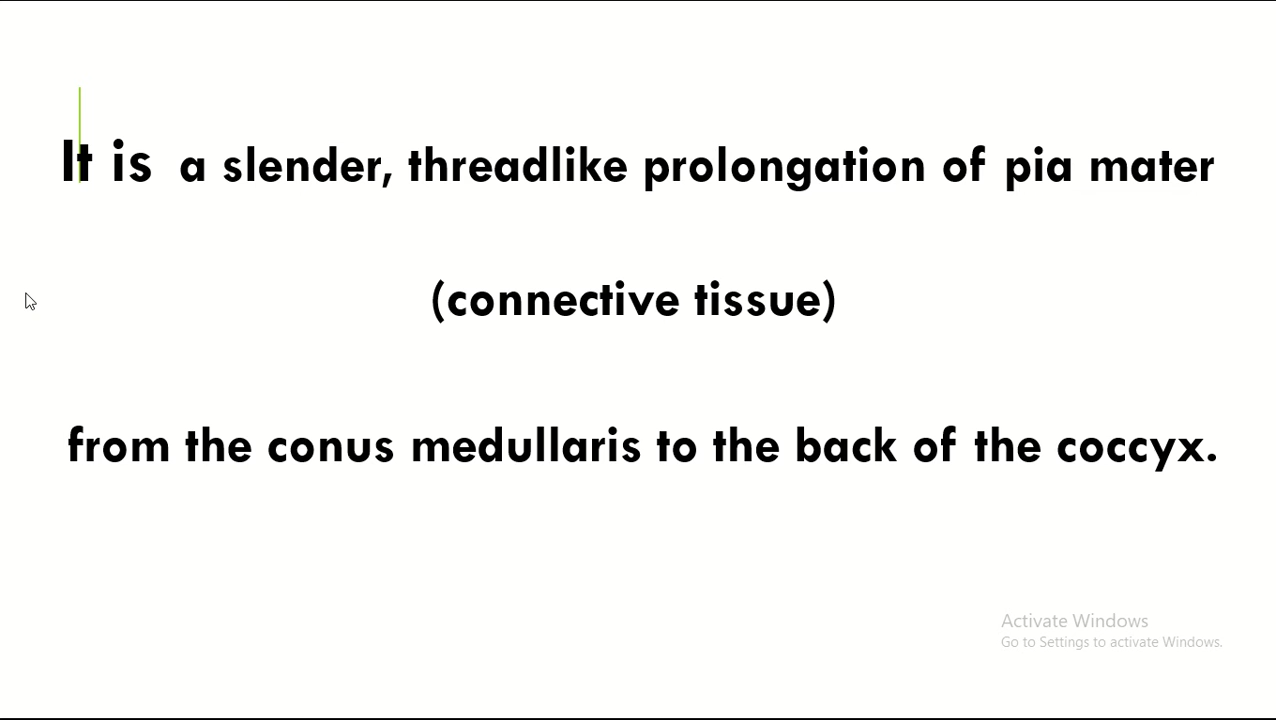 It is a slender, threadlike prolongation of pia mater
(connective tissue)
from the conus medullaris to the back of the coccyx.
Activate Windows
Go to Settings to activate Windows.